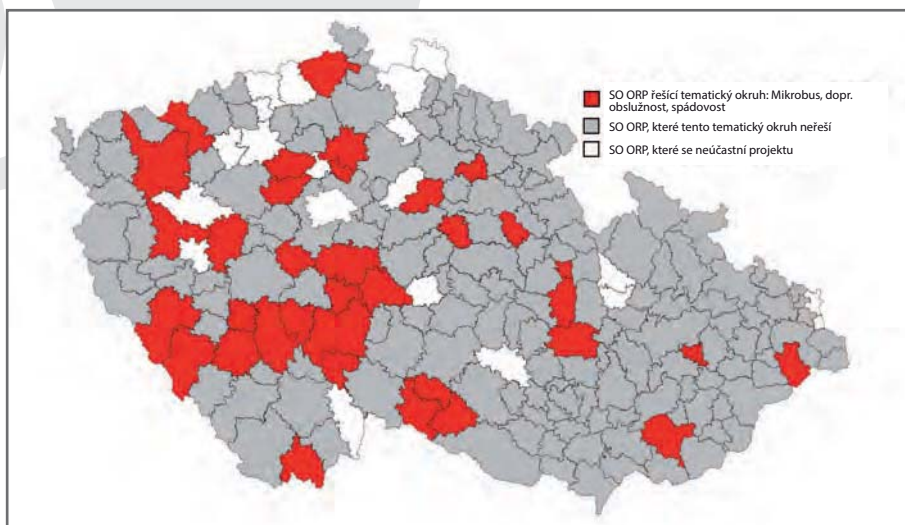 SO ORP řešící tematický okruh: Mikrobus, dopr.
obslužnost, spádovost
SO ORP, které tento tematický okruh neřeší
SO ORP, které se neúčastní projektu